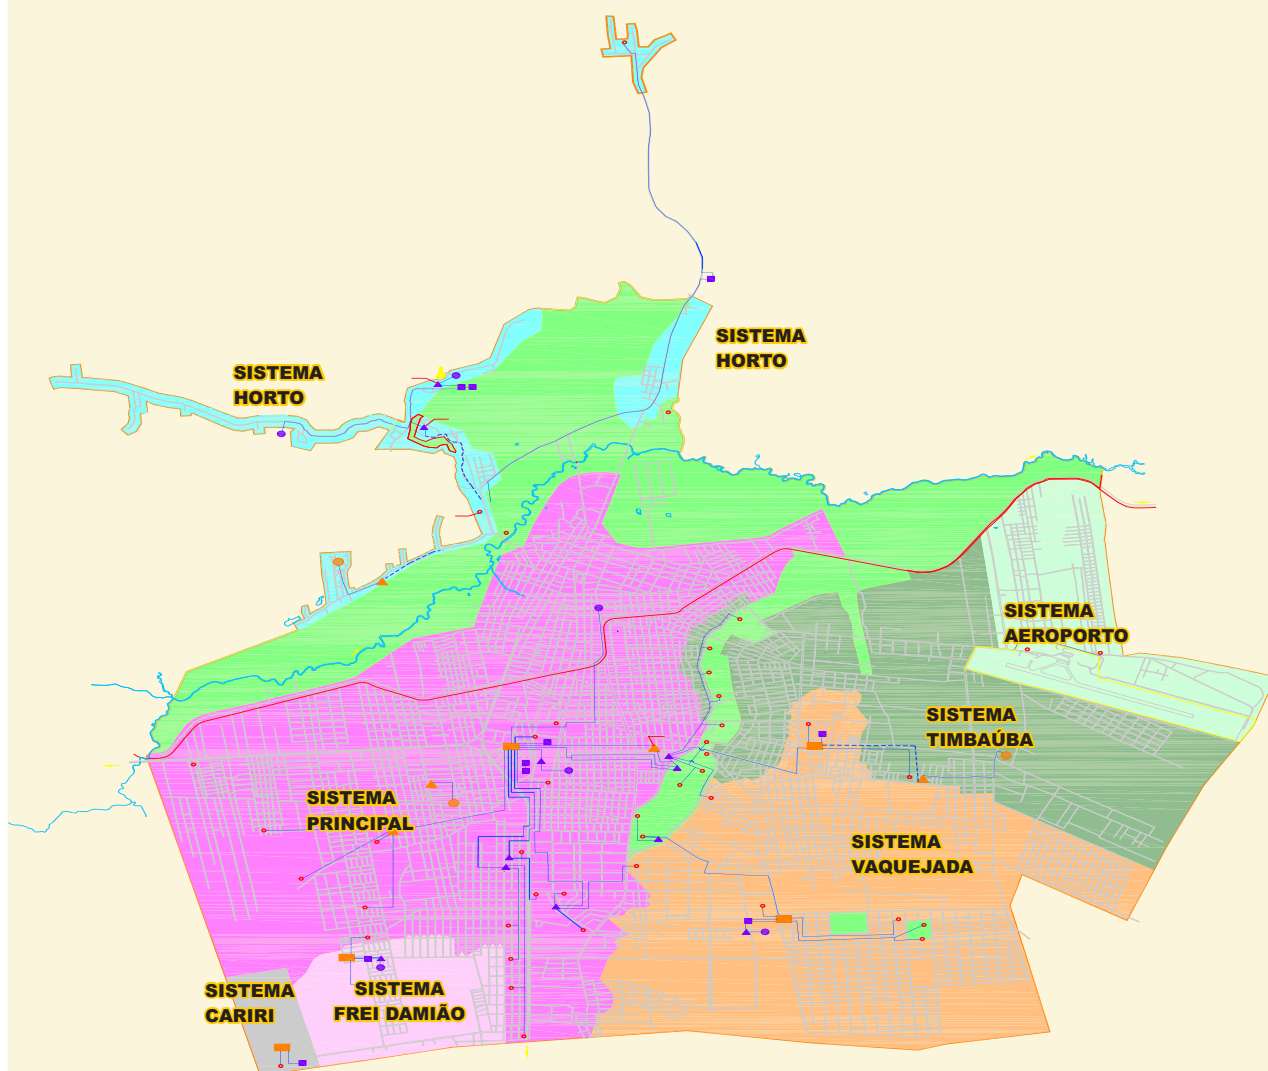 SISTEMA
HORTO
SISTEMA
HORTO
SISTEMA
AEROPORTO
SISTEMA
TIMBAÚBA
SISTEMA
PRINCIPAL
SISTEMA
VAQUEJADA
SISTEMA
CARIRI
SISTEMA
FREI DAMIÃO